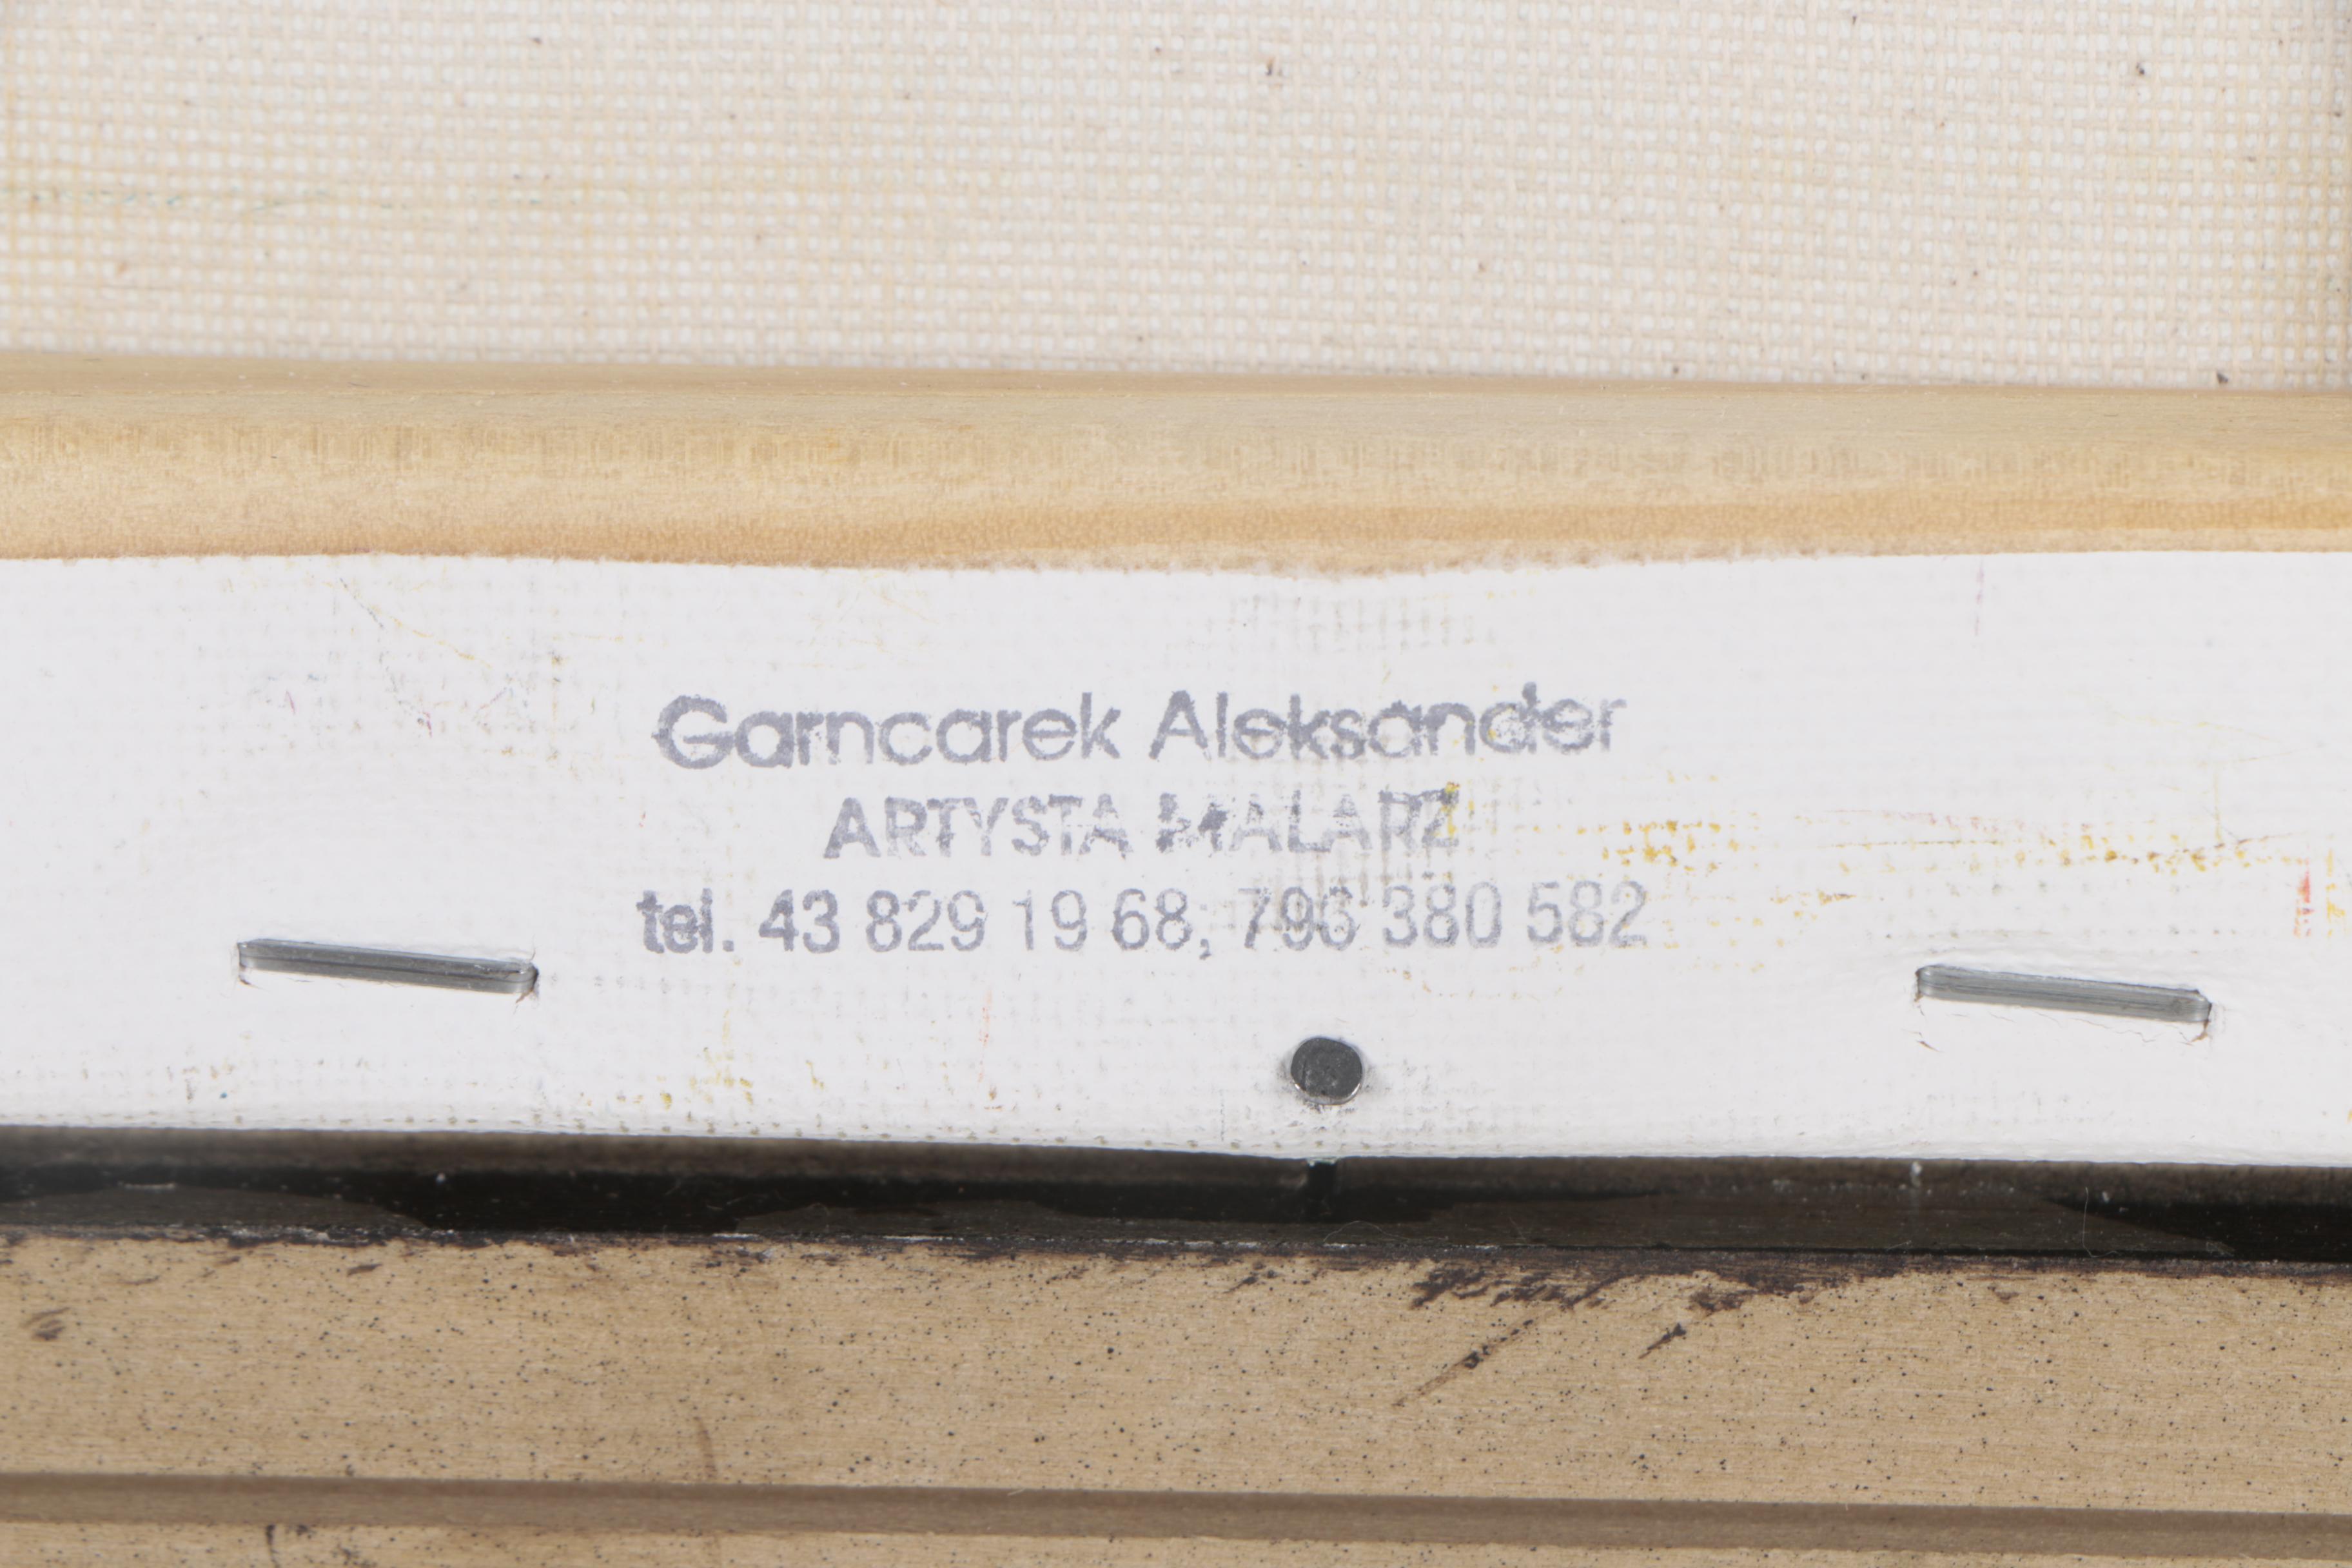 Garncarek Aleksander
ARTYSTA MALARZ
tel. 43 829 19 68, 796 380 582